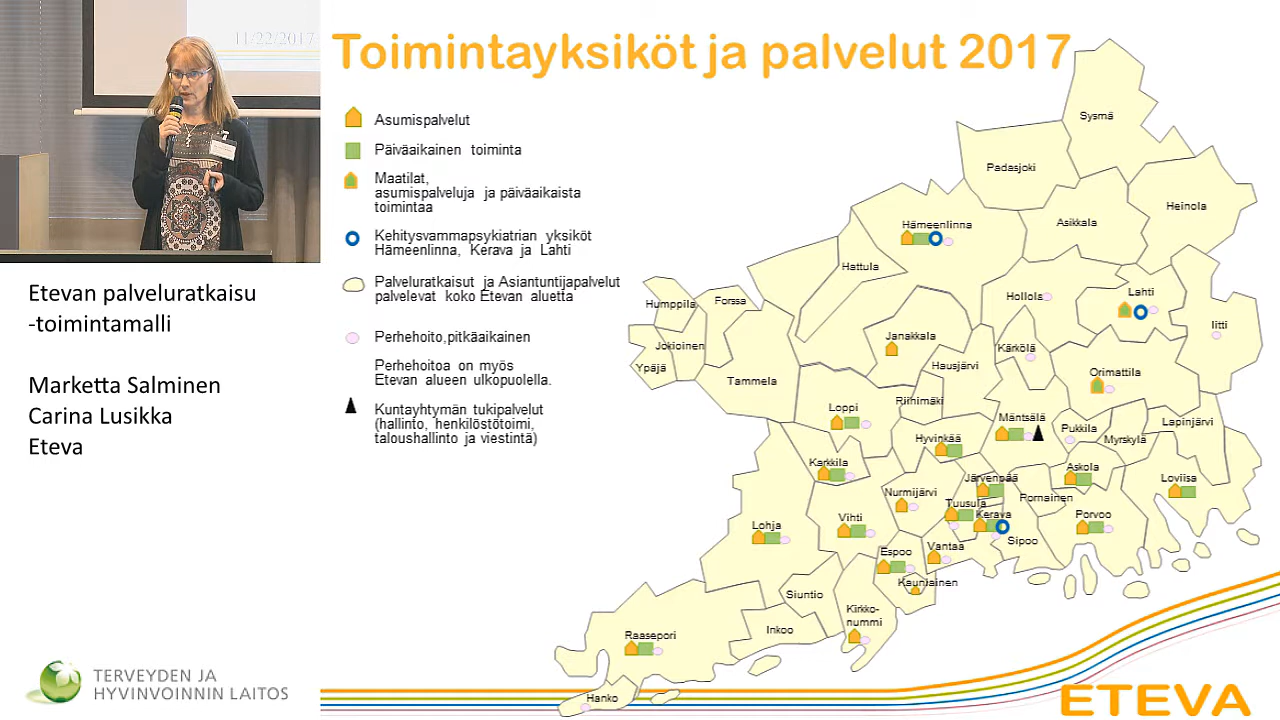 11/22/2017
Toimintayksiköt ja palvelut 2017
Asumispalvelut
Päiväaikainen toiminta
Maatilat,
asumispalveluja ja päiväaikaista
toimintaa
Kehitysvammapsykiatrian yksiköt
Hämeenlinna, Kerava ja Lahti
Palveluratkaisut ja Asiantuntijapalvelut
palvelevat koko Etevan aluetta
Perhehoito,pitkäaikainen
Perhehoitoa on myös
Etevan alueen ulkopuolella.
Kuntayhtymän tukipalvelut
(hallinto, henkilöstötoimi,
taloushallinto ja viestintä)
Etevan palveluratkaisu
-toimintamalli
Marketta Salminen
Carina Lusikka
Eteva
TERVEYDEN JA
HYVINVOINNIN LAITOS
Sysmä
Padasjoki
Heinola
Hämeenlinna
Asikkala
Hattula
Hollola
Lahti
Humppila
Forssa
Iitti
Janakkala
Jokioinen
Kärkölä
Ypäjä
Hausjärvi
Orimattila
Tammela
Riihimäki
Loppi
Mäntsälä
Pukkila
Myrskylä
Lapinjärvi
Hyvinkää
Karkkila
Järvenpää
Askola
Loviisa
Nurmijärvi
Pornainen
Tuusula
Kerava
Porvoo
Vihti
Lohja
Sipoo
Vantaa
Espoo
Kauniainen
Siuntio
Kirkko-
nummi
Inkoo
Raasepori
Hanko
ETEVA